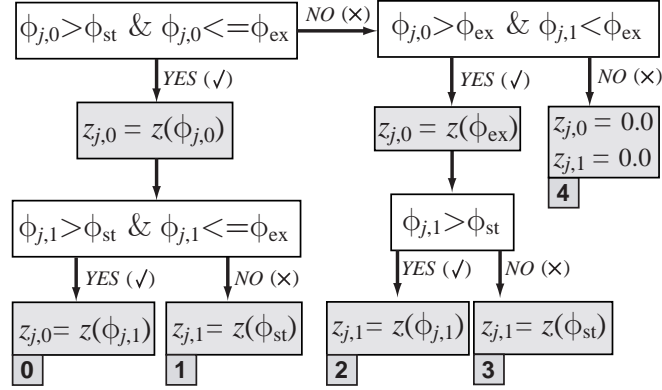 ϕj,0>ϕst & ϕj,0<=ϕex
NO (×)
ϕj,0>ϕex & ϕj,1<ϕex
YES (√)
YES (√)
NO (×)
zj,0 = z(ϕj,0)
zj,0 = z(ϕex)
zj,0 = 0.0
zj,1 = 0.0
4
ϕj,1>ϕst & ϕj,1<=ϕex
ϕj,1>ϕst
YES (√)
NO (×)
YES (√)
NO (×)
zj,0= z(ϕj,1)
zj,1= z(ϕst)
zj,1= z(ϕj,1)
zj,1= z(ϕst)
0
1
2
3